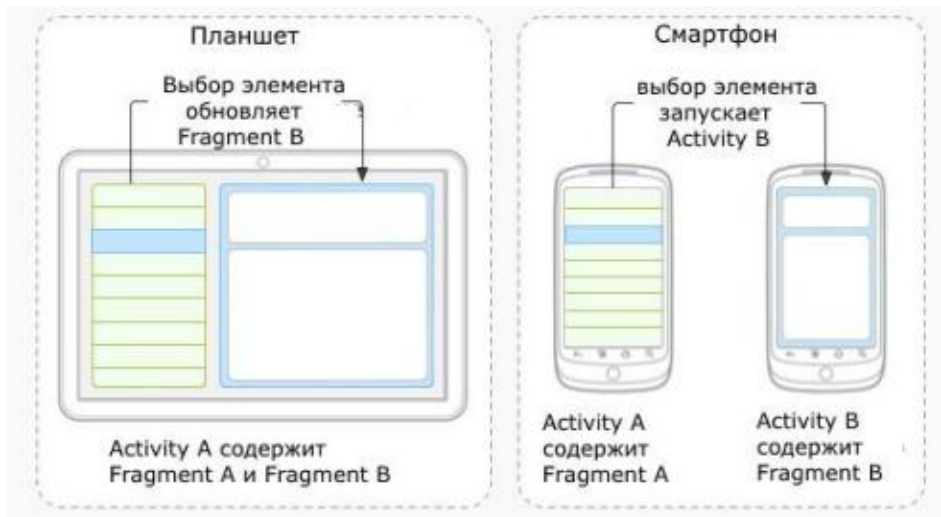 Планшет
Выбор элемента
обновляет
Fragment B
Activity A содержит
Fragment A и Fragment B
Смартфон
выбор элемента
запускает
Activity B
Activity A
содержит
Fragment A
Activity B
содержит
Fragment B